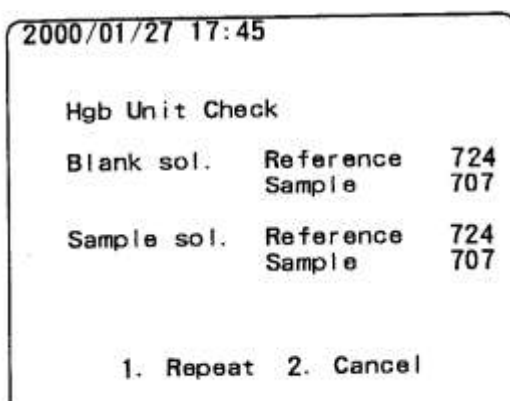 2000/01/27 17:45
Hgb Unit Check
Blank sol. Reference 724
Sample 707
Sample sol. Reference 724
Sample 707
1. Repeat 2. Cancel